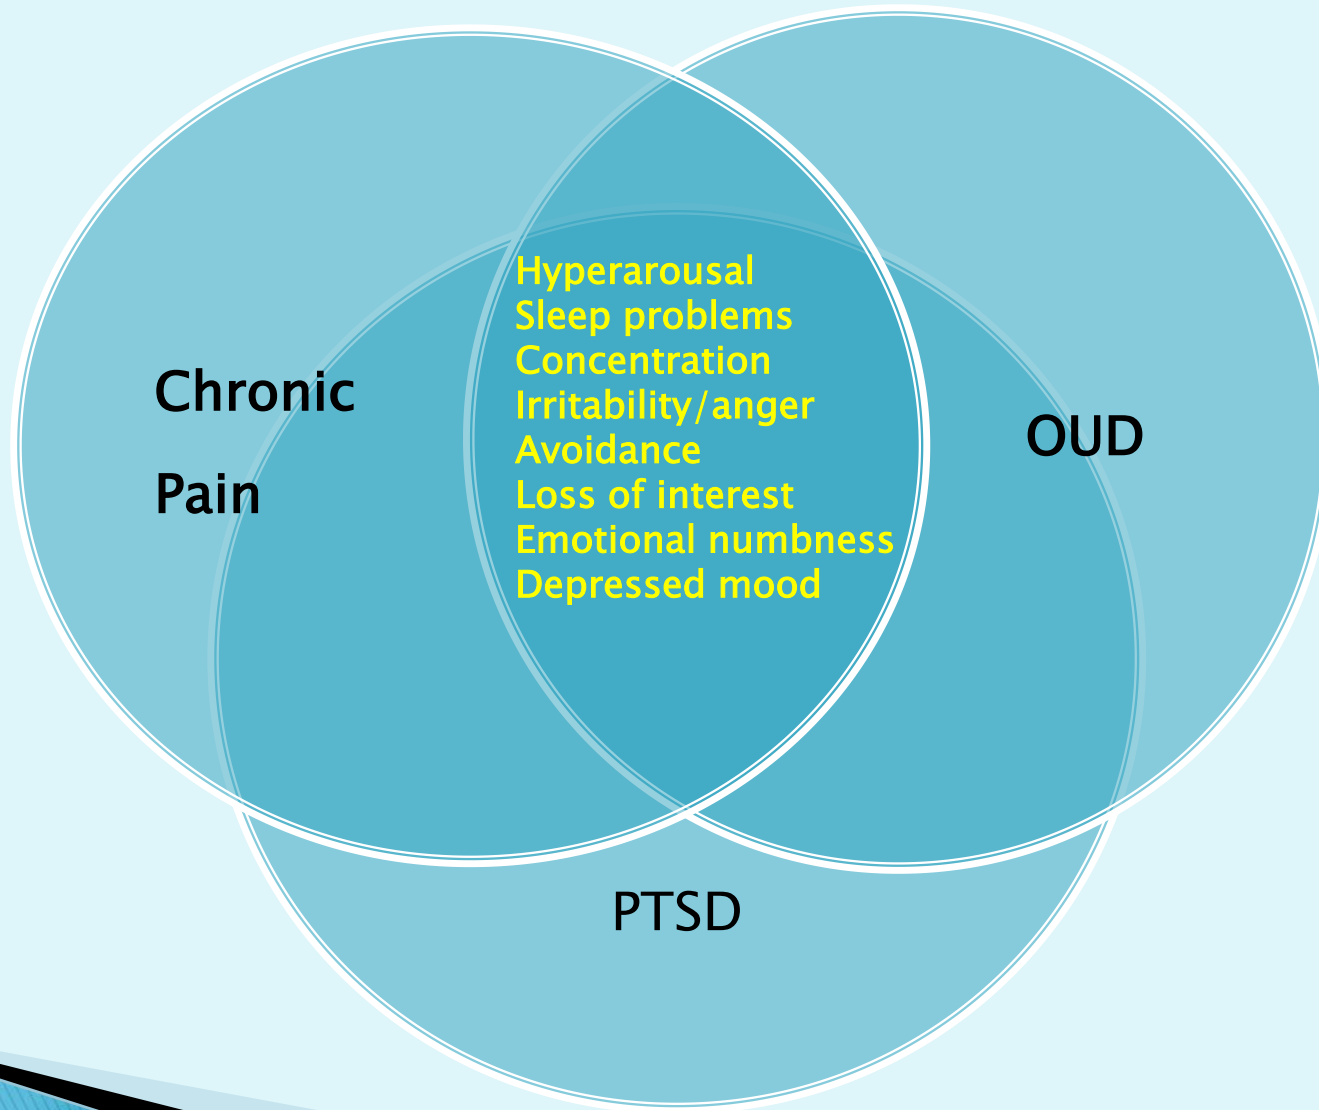 Hyperarousal
Sleep problems
Concentration
Irritability/anger
Avoidance
Loss of interest
Emotional numbness
Depressed mood
Chronic
Pain
OUD
PTSD